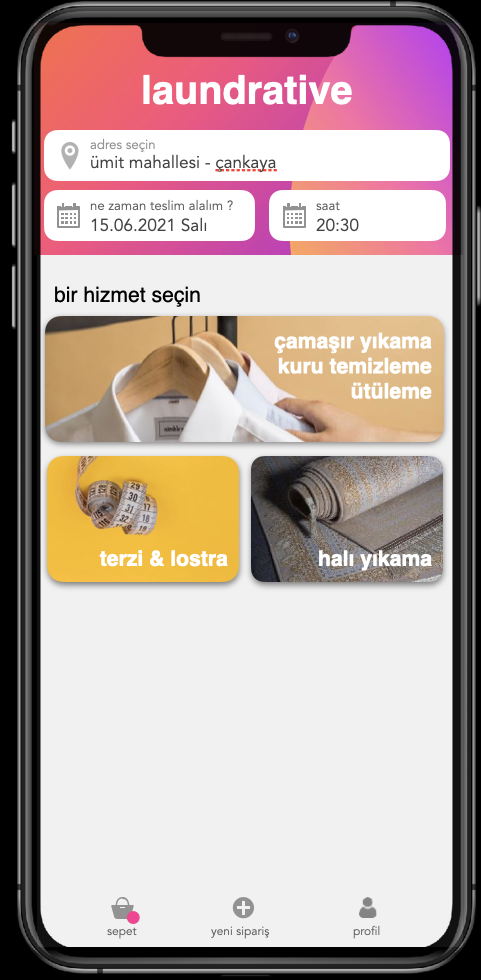 laundrative
adres seçin
ümit mahallesi - çankaya
ne zaman teslim alalım ?
15.06.2021 Salı
saat
20:30
bir hizmet seçin
çamaşır yıkama
kuru temizleme
ütüleme
terzi & lostra
halı yıkama
sepet
yeni sipariş
profil